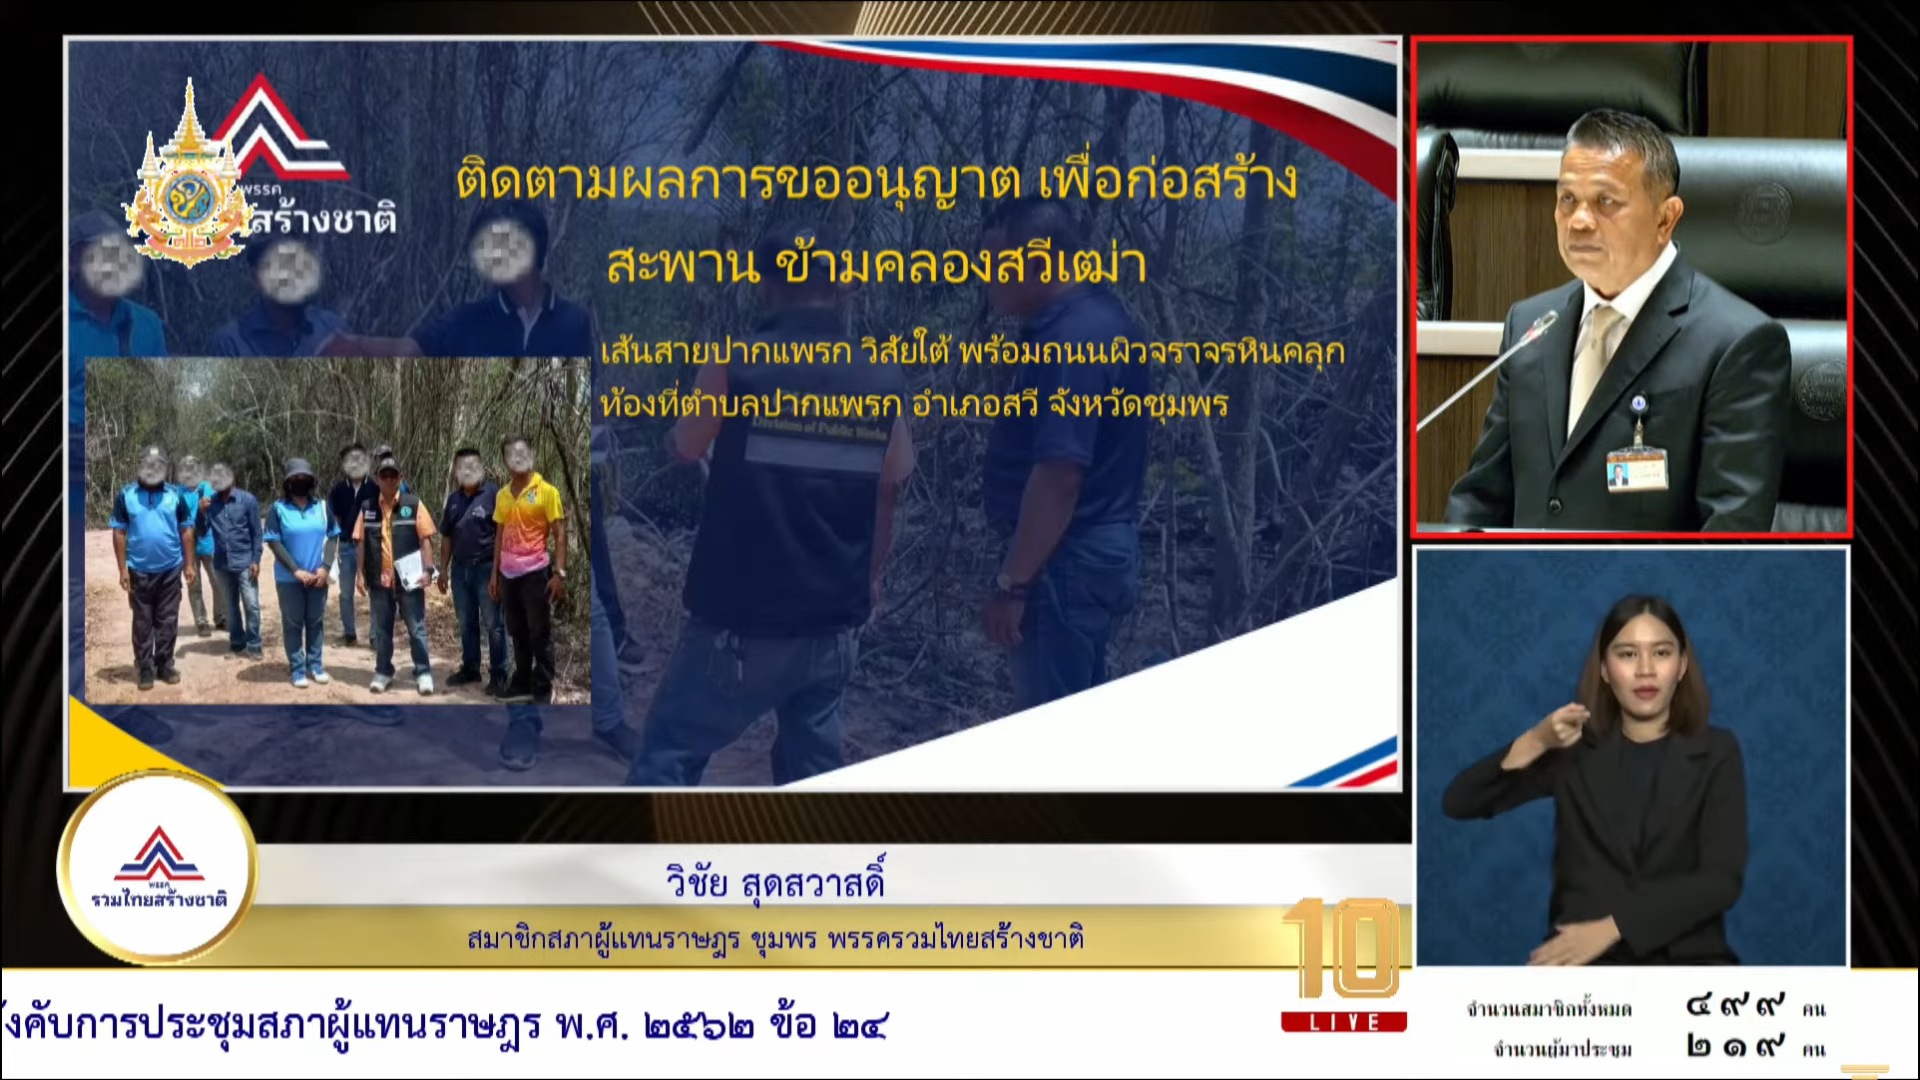 พรรค
สร้างชาติ
ติดตามผลการขออนุญาต เพื่อก่อสร้าง
สะพาน ข้ามคลองสวีเฒ่า
เส้นสายปากแพรก วิสัยใต้ พร้อมถนนผิวจราจรหินคลุก
ท้องที่ตำบลปากแพรก อำเภอสวี จังหวัดชุมพร
Division of Public Works
พรรค
รวมไทยสร้างชาติ
วิชัย สุดสวาสดิ์
สมาชิกสภาผู้แทนราษฎร ชุมพร พรรครวมไทยสร้างชาติ
10
LIVE
งคับการประชุมสภาผู้แทนราษฎร พ.ศ. ๒๕๖๒ ข้อ ๒๔
จำนวนสมาชิกทั้งหมด ๔๙๙ คน
จำนวนผู้มาประชุม ๒๑๙ คน